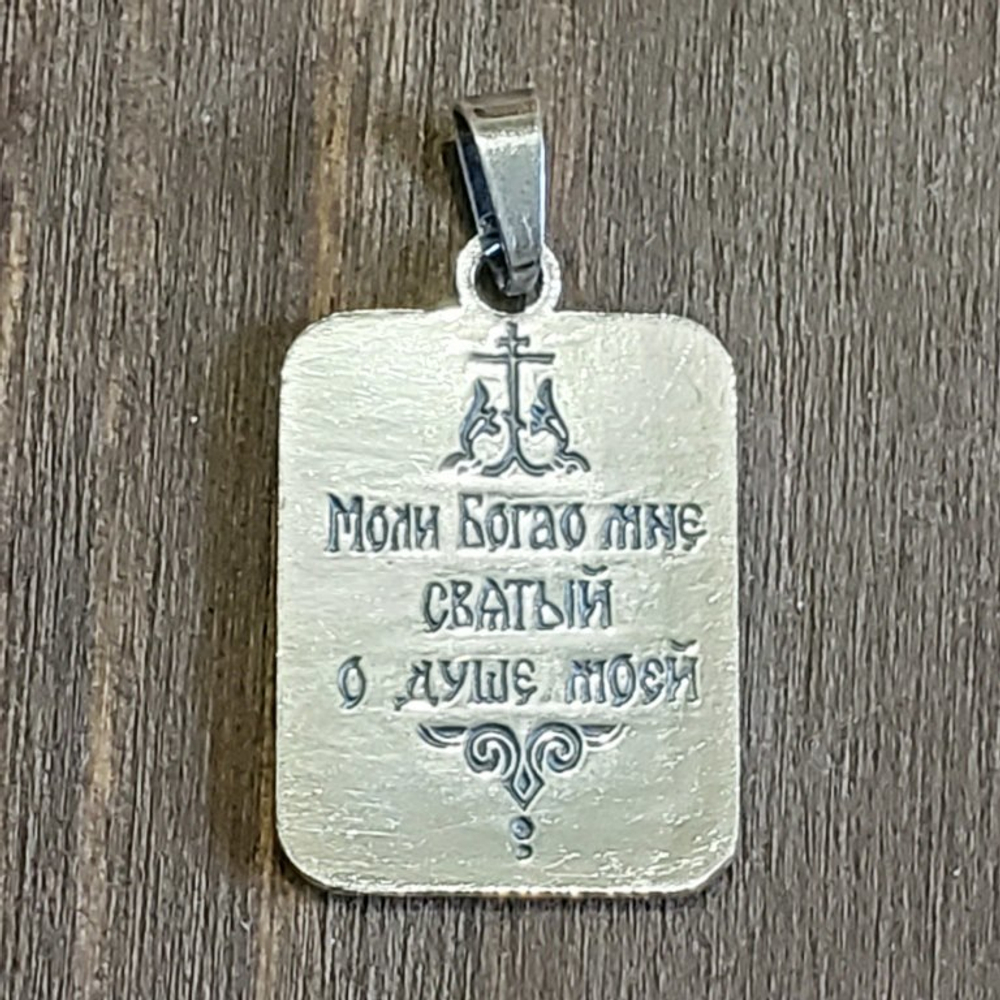 Моли Богао мне
сватый
о душе моей